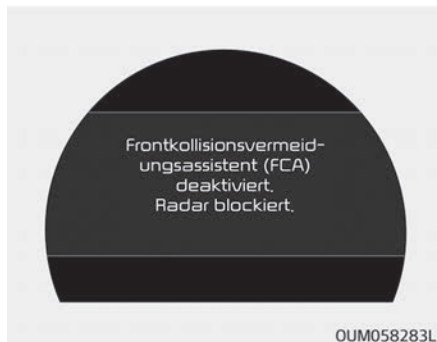 Frontkollisionsvermeid-
ungsassistent (FCA)
deaktiviert.
Radar blockiert.
OUM058283L